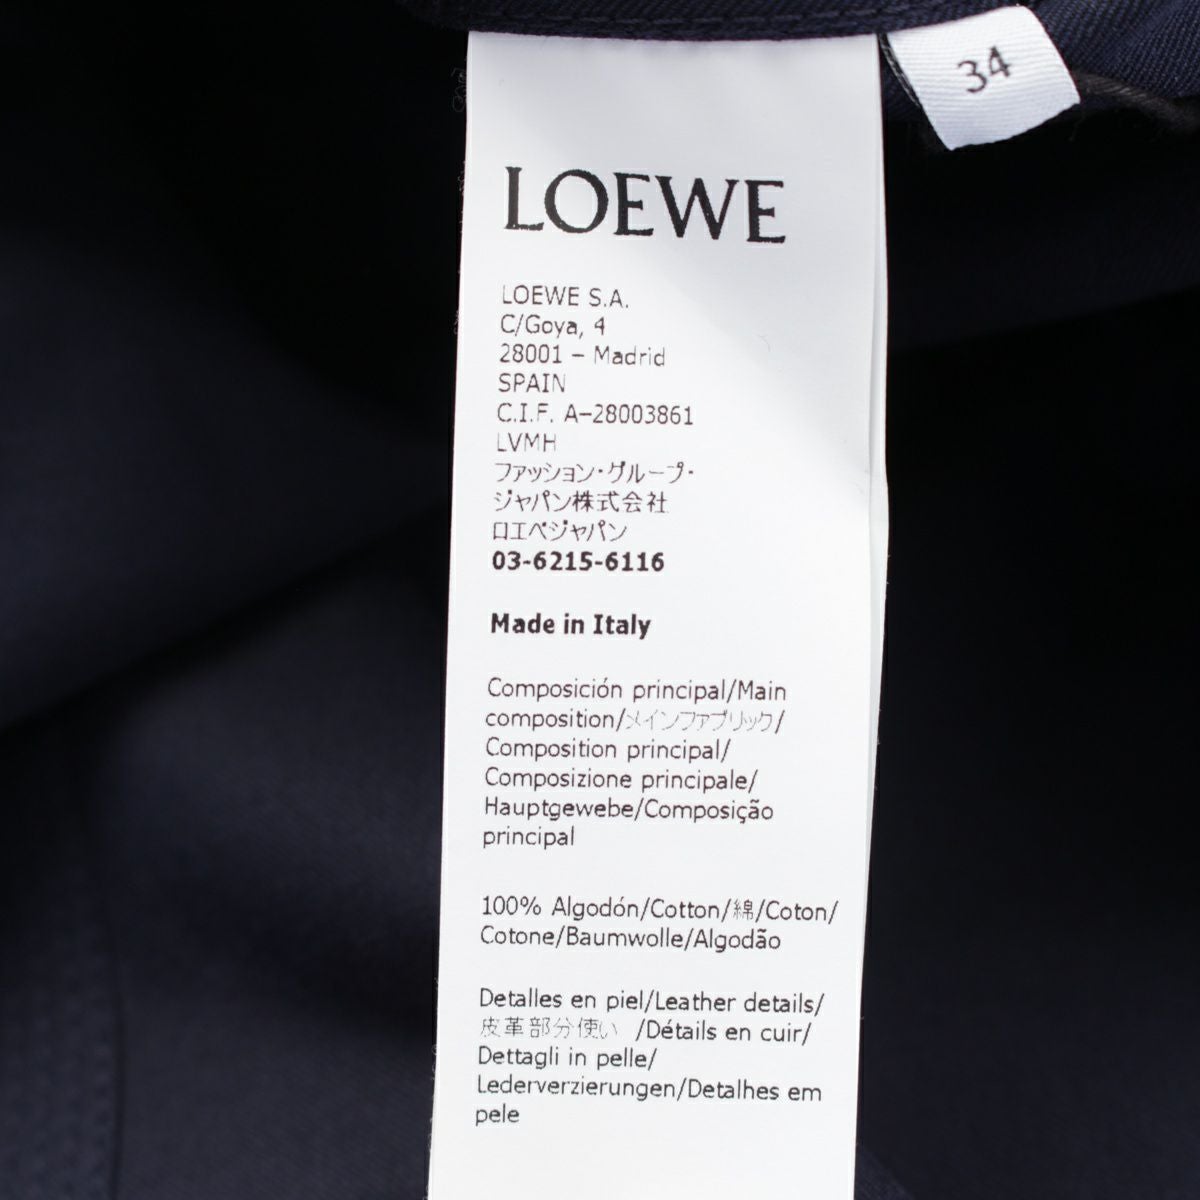 34
LOEWE
LOEWE S.A.
C/Goya, 4
28001 – Madrid
SPAIN
C.I.F. A–28003861
LVMH
ファッション・グループ・
ジャパン株式会社
ロエベジャパン
03-6215-6116
Made in Italy
Composición principal/Main
composition/メインファブリック/
Composition principal/
Composizione principale/
Hauptgewebe/Composição
principal
100% Algodón/Cotton/綿/Coton/
Cotone/Baumwolle/Algodão
Detalles en piel/Leather details/
皮革部分使い /Détails en cuir/
Dettagli in pelle/
Lederverzierungen/Detalhes em
pele